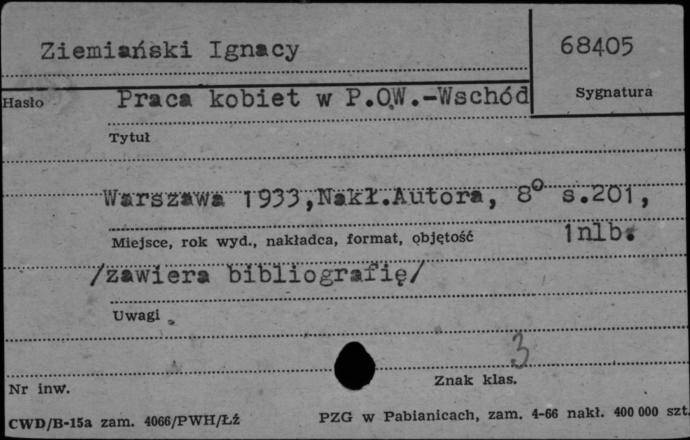 Ziemiański Ignacy
68405
Hasło
Praca kobiet w P.O.W.-Wschód
Sygnatura
Tytuł
Warszawa 1933, Nakł.Autora, 8° s.201,
Miejsce, rok wyd., nakładca, format, objętość
1nlb.
/zawiera bibliografię/
Uwagi
3
Nr inw.
Znak klas.
CWD/B-15a zam. 4066/PWH/Łź
PZG w Pabianicach, zam. 4-66 nakł. 400 000 szt.